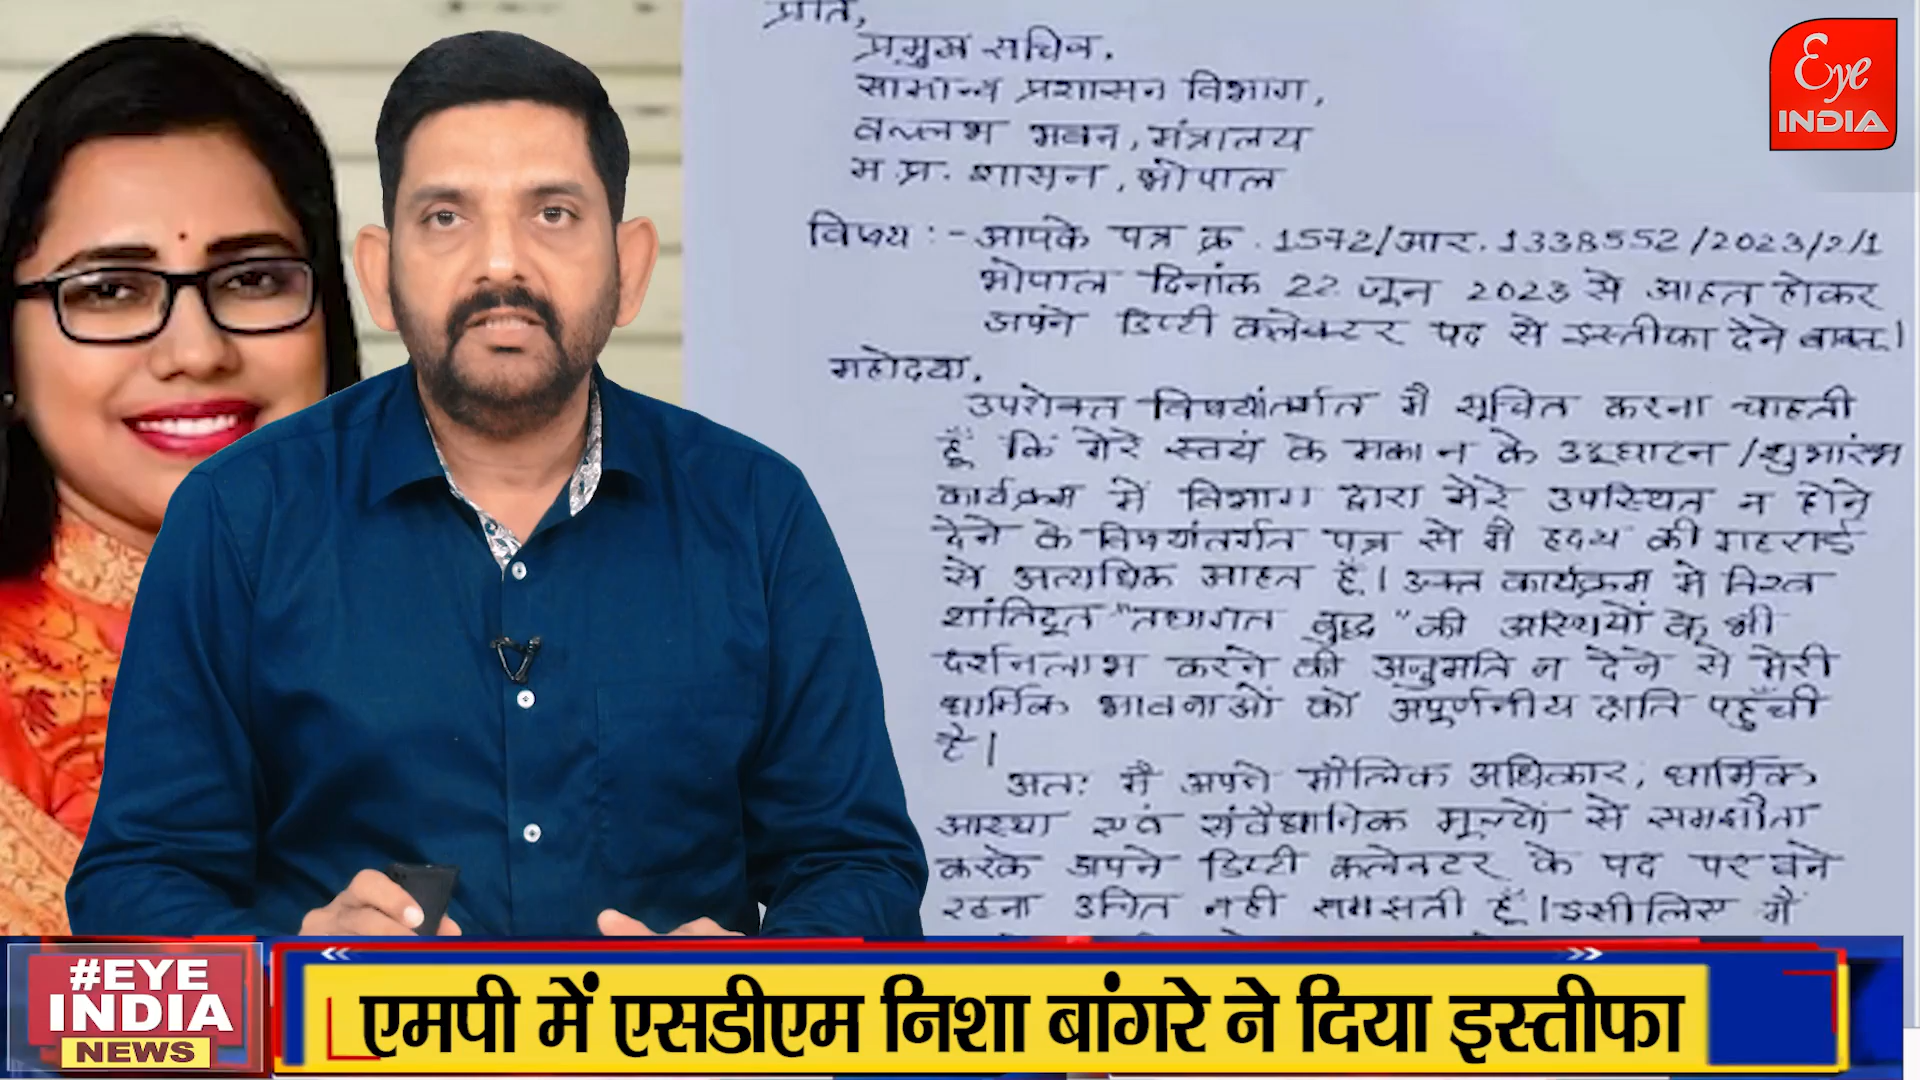 प्रति,
प्रमुख सचिव,
सामान्य प्रशासन विभाग,
वल्लभ भवन, मंत्रालय
म.प्र. शासन, भोपाल
विषय :- आपके पत्र क्र. 1572/आर.1338552/2023/2/1
भोपाल दिनांक 22 जून 2023 से आहत होकर
अपने डिप्टी कलेक्टर पद से इस्तीफा देने बाबत।
महोदया,
उपरोक्त विषयांतर्गत मैं सूचित करना चाहती
हूँ कि मेरे स्वयं के मकान के उद्घाटन/शुभारंभ
कार्यक्रम में विभाग द्वारा मेरे उपस्थित न होने
देने के विषयांतर्गत पत्र से मैं हृदय की गहराई
से अत्यधिक आहत हूँ। उक्त कार्यक्रम में विश्व
शांतिदूत "तथागत बुद्ध" की अस्थियों के भी
दर्शनलाभ करने की अनुमति न देने से मेरी
धार्मिक भावनाओं को अपूर्णनीय क्षति पहुँची
है।
अतः मैं अपने मौलिक अधिकार, धार्मिक
आस्था एवं संवैधानिक मूल्यों से समझौता
करके अपने डिप्टी कलेक्टर के पद पर बने
रहना उचित नही समझती हूँ। इसीलिए मैं
Eye
INDIA
#EYE
INDIA
NEWS
एमपी में एसडीएम निशा बांगरे ने दिया इस्तीफा